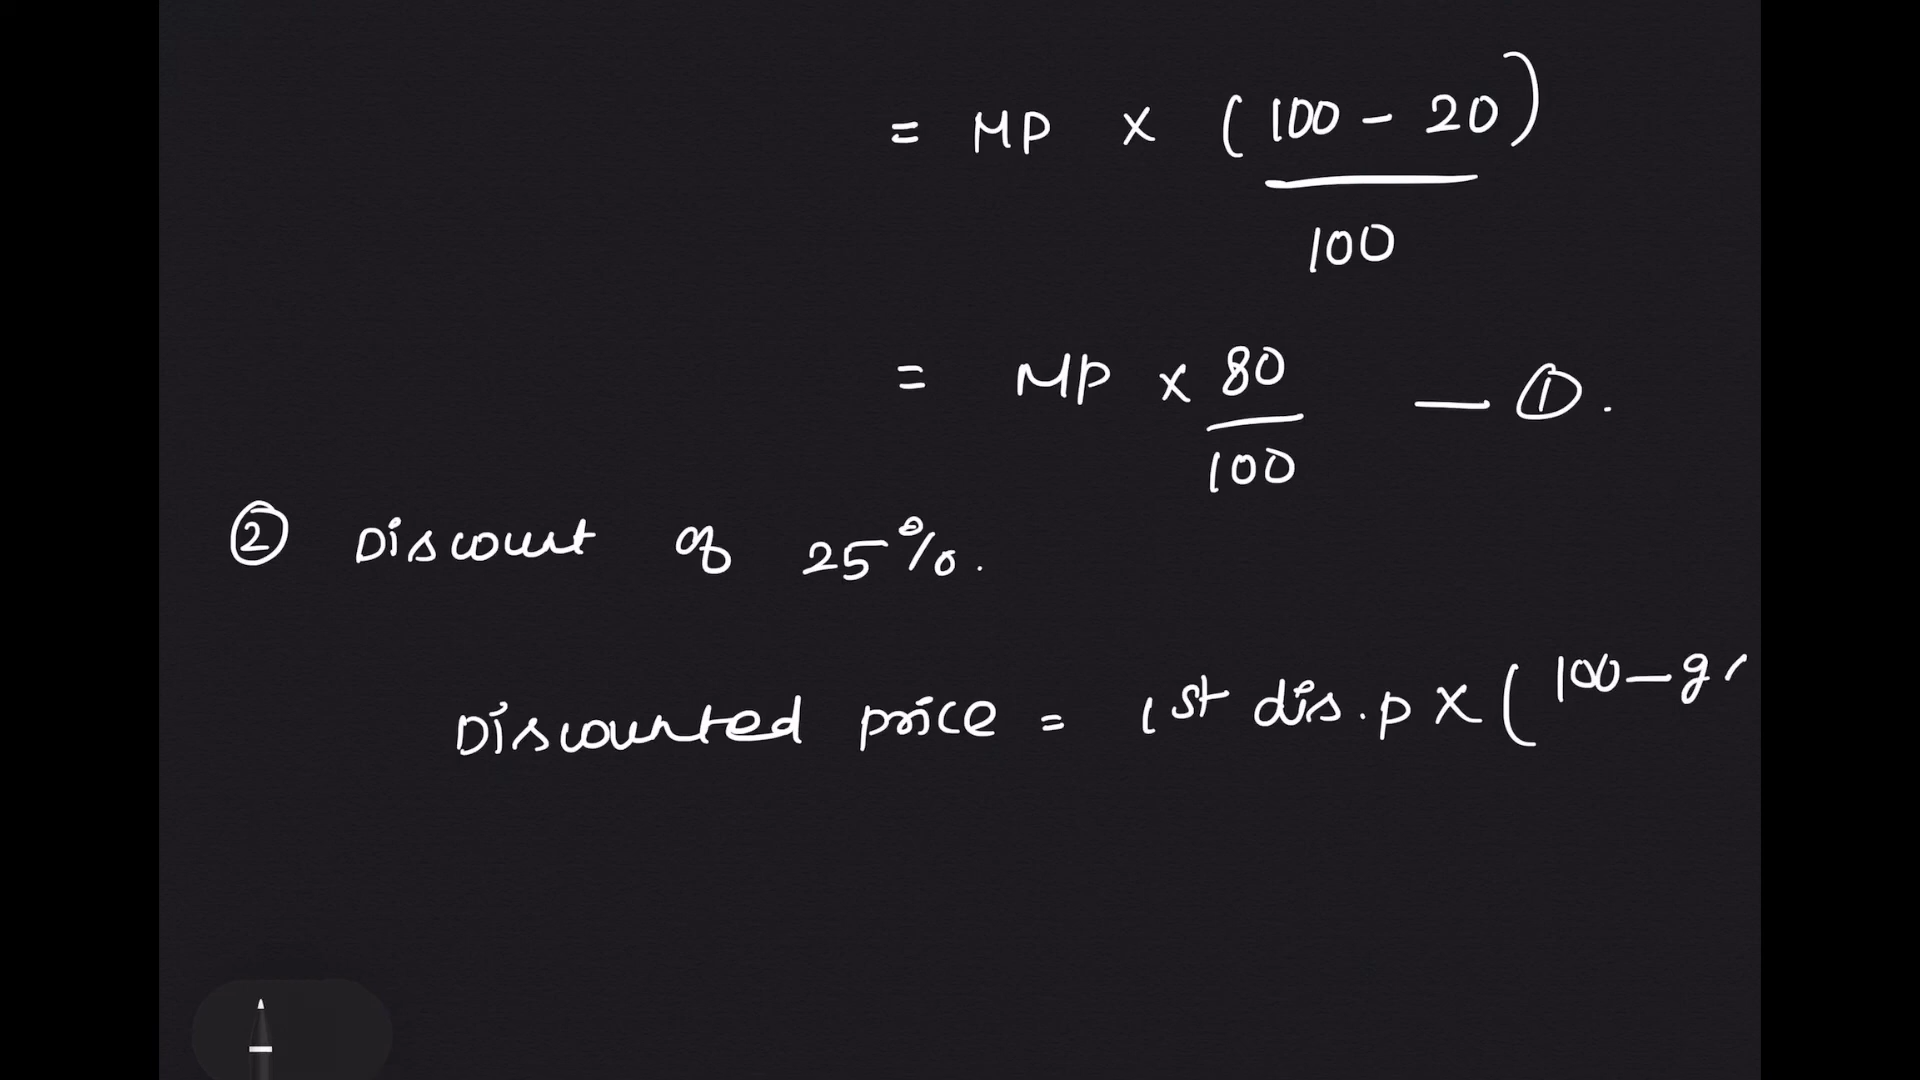 = MP × (100 - 20)
100
= MP × 80 — ①.
100
② Discount of 25%.
Discounted price = 1st dis.p × ( 100 -